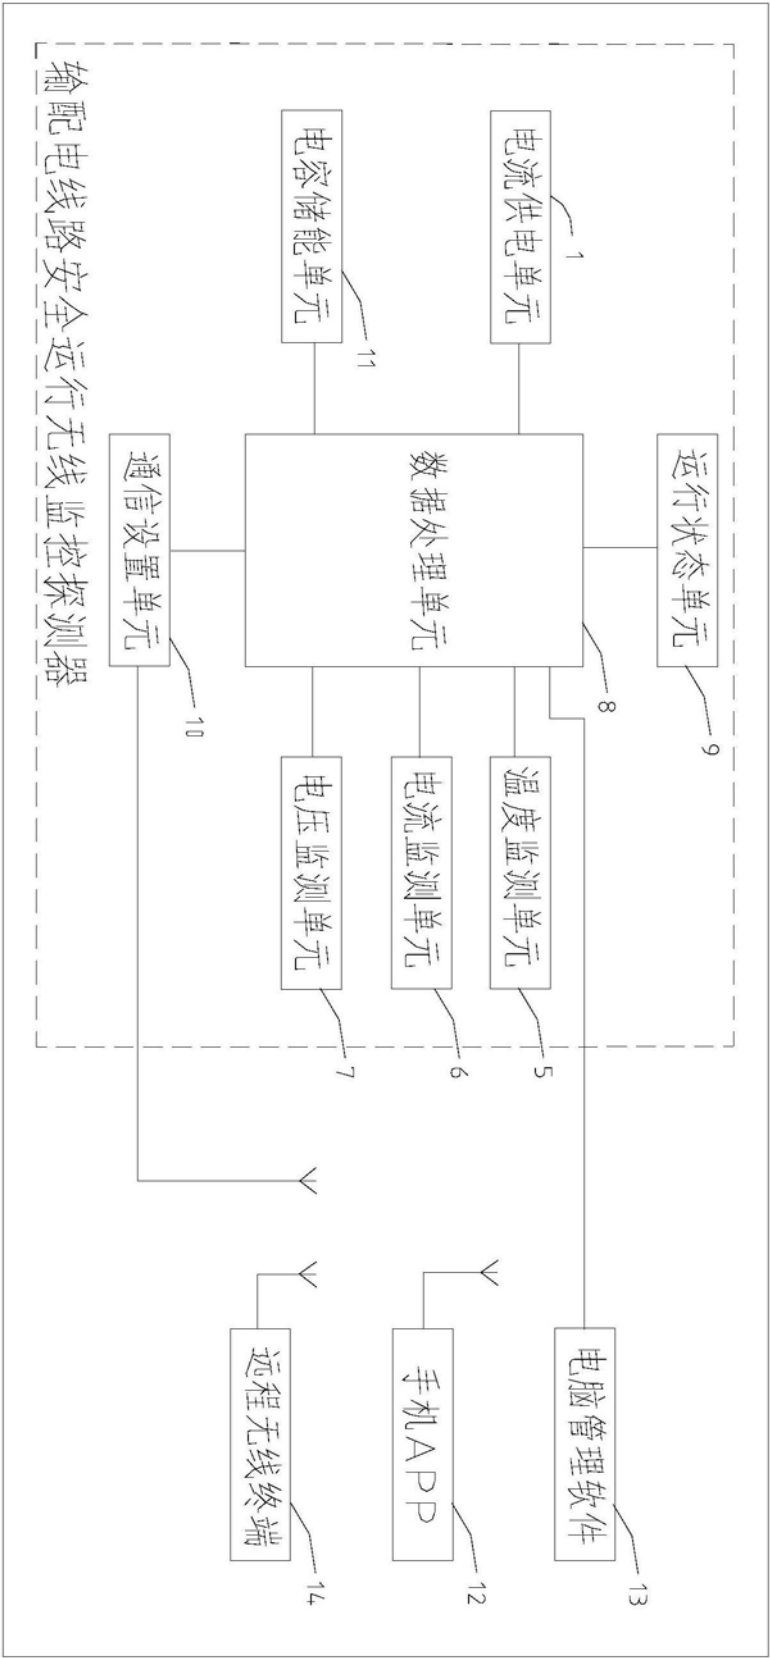 运行状态单元
9
电流供电单元
1
数据处理单元
8
温度监测单元
5
电脑管理软件
13
电流监测单元
6
手机APP
12
电容储能单元
11
电压监测单元
7
远程无线终端
14
通信设置单元
10
输配电线路安全运行无线监控探测器